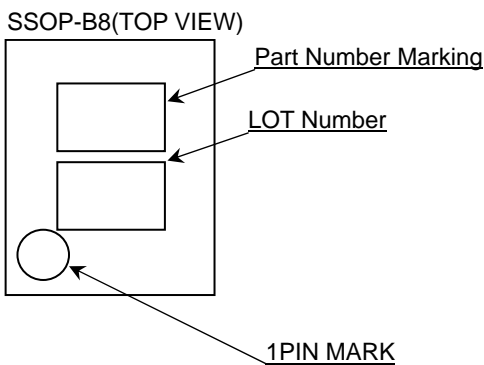 SSOP-B8(TOP VIEW)
Part Number Marking
LOT Number
1PIN MARK